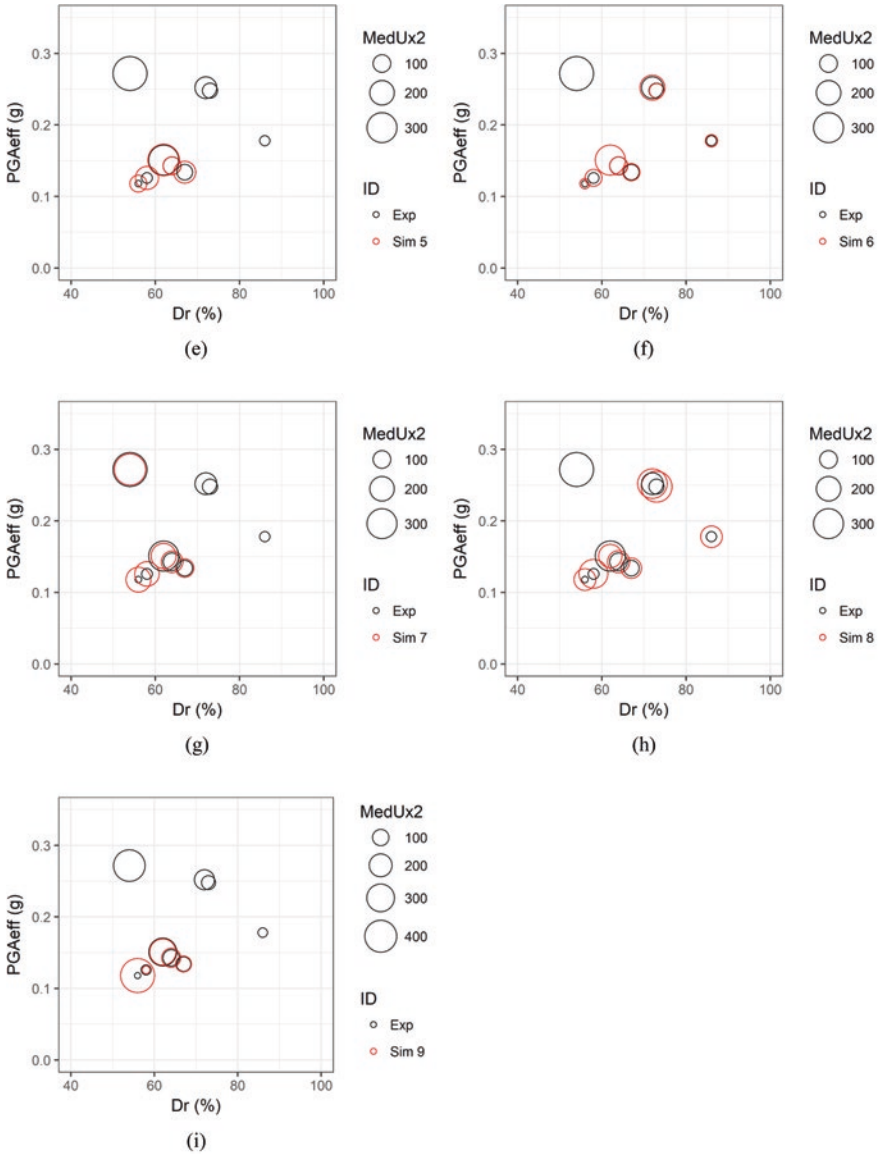 0.3
0.2
0.1
0.0
PGAeff (g)
40 60 80 100
Dr (%)
MedUx2
100
200
300
ID
Exp
Sim 5
(e)
0.3
0.2
0.1
0.0
PGAeff (g)
40 60 80 100
Dr (%)
MedUx2
100
200
300
ID
Exp
Sim 6
(f)
0.3
0.2
0.1
0.0
PGAeff (g)
40 60 80 100
Dr (%)
MedUx2
100
200
300
ID
Exp
Sim 7
(g)
0.3
0.2
0.1
0.0
PGAeff (g)
40 60 80 100
Dr (%)
MedUx2
100
200
300
ID
Exp
Sim 8
(h)
0.3
0.2
0.1
0.0
PGAeff (g)
40 60 80 100
Dr (%)
MedUx2
100
200
300
400
ID
Exp
Sim 9
(i)